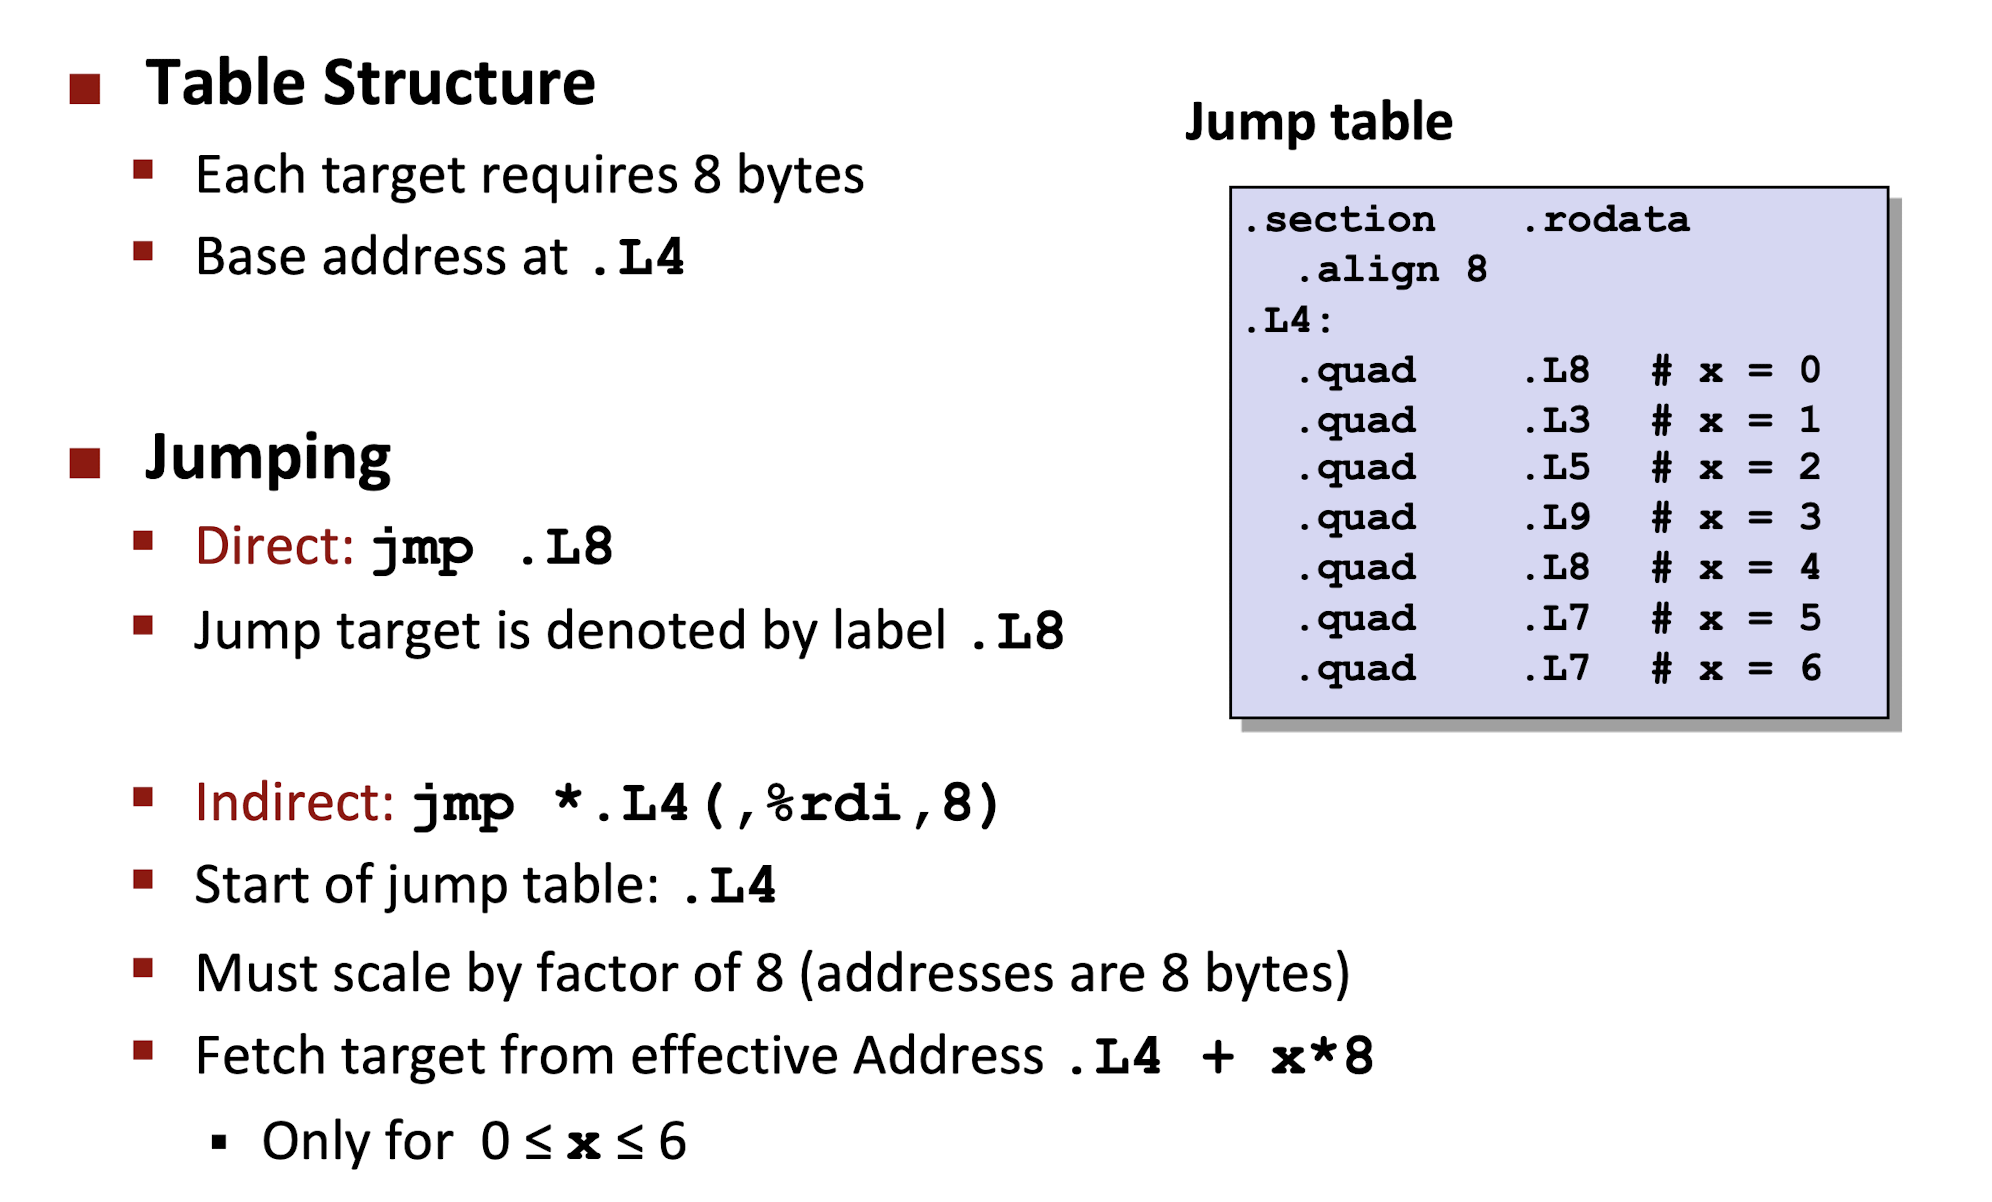 Table Structure
Each target requires 8 bytes
Base address at .L4
Jumping
Direct: jmp .L8
Jump target is denoted by label .L8
Indirect: jmp *.L4(,%rdi,8)
Start of jump table: .L4
Must scale by factor of 8 (addresses are 8 bytes)
Fetch target from effective Address .L4 + x*8
Only for 0 ≤ x ≤ 6
Jump table
.section .rodata
.align 8
.L4:
.quad .L8 # x = 0
.quad .L3 # x = 1
.quad .L5 # x = 2
.quad .L9 # x = 3
.quad .L8 # x = 4
.quad .L7 # x = 5
.quad .L7 # x = 6